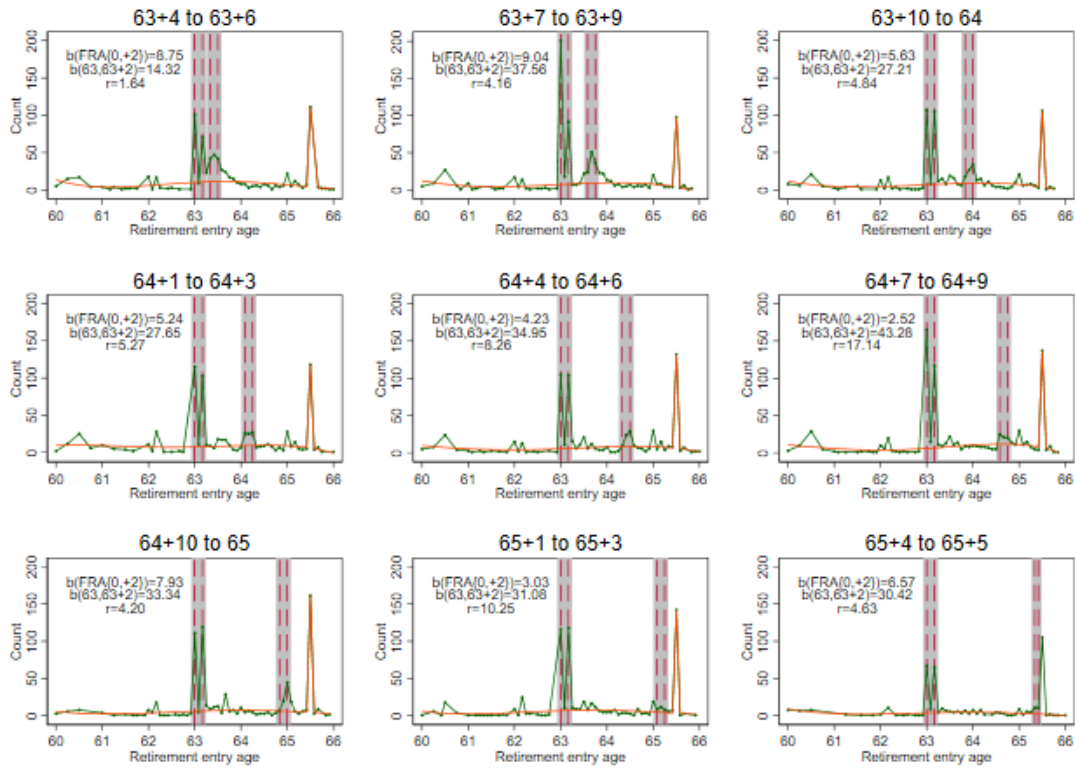 63+4 to 63+6
b(FRA{0,+2})=8.75
b(63,63+2)=14.32
r=1.64
Count
0 50 100 150 200
60 61 62 63 64 65 66
Retirement entry age
63+7 to 63+9
b(FRA{0,+2})=9.04
b(63,63+2)=37.56
r=4.16
Count
0 50 100 150 200
60 61 62 63 64 65 66
Retirement entry age
63+10 to 64
b(FRA{0,+2})=5.63
b(63,63+2)=27.21
r=4.84
Count
0 50 100 150 200
60 61 62 63 64 65 66
Retirement entry age
64+1 to 64+3
b(FRA{0,+2})=5.24
b(63,63+2)=27.65
r=5.27
Count
0 50 100 150 200
60 61 62 63 64 65 66
Retirement entry age
64+4 to 64+6
b(FRA{0,+2})=4.23
b(63,63+2)=34.95
r=8.26
Count
0 50 100 150 200
60 61 62 63 64 65 66
Retirement entry age
64+7 to 64+9
b(FRA{0,+2})=2.52
b(63,63+2)=43.28
r=17.14
Count
0 50 100 150 200
60 61 62 63 64 65 66
Retirement entry age
64+10 to 65
b(FRA{0,+2})=7.93
b(63,63+2)=33.34
r=4.20
Count
0 50 100 150 200
60 61 62 63 64 65 66
Retirement entry age
65+1 to 65+3
b(FRA{0,+2})=3.03
b(63,63+2)=31.08
r=10.25
Count
0 50 100 150 200
60 61 62 63 64 65 66
Retirement entry age
65+4 to 65+5
b(FRA{0,+2})=6.57
b(63,63+2)=30.42
r=4.63
Count
0 50 100 150 200
60 61 62 63 64 65 66
Retirement entry age